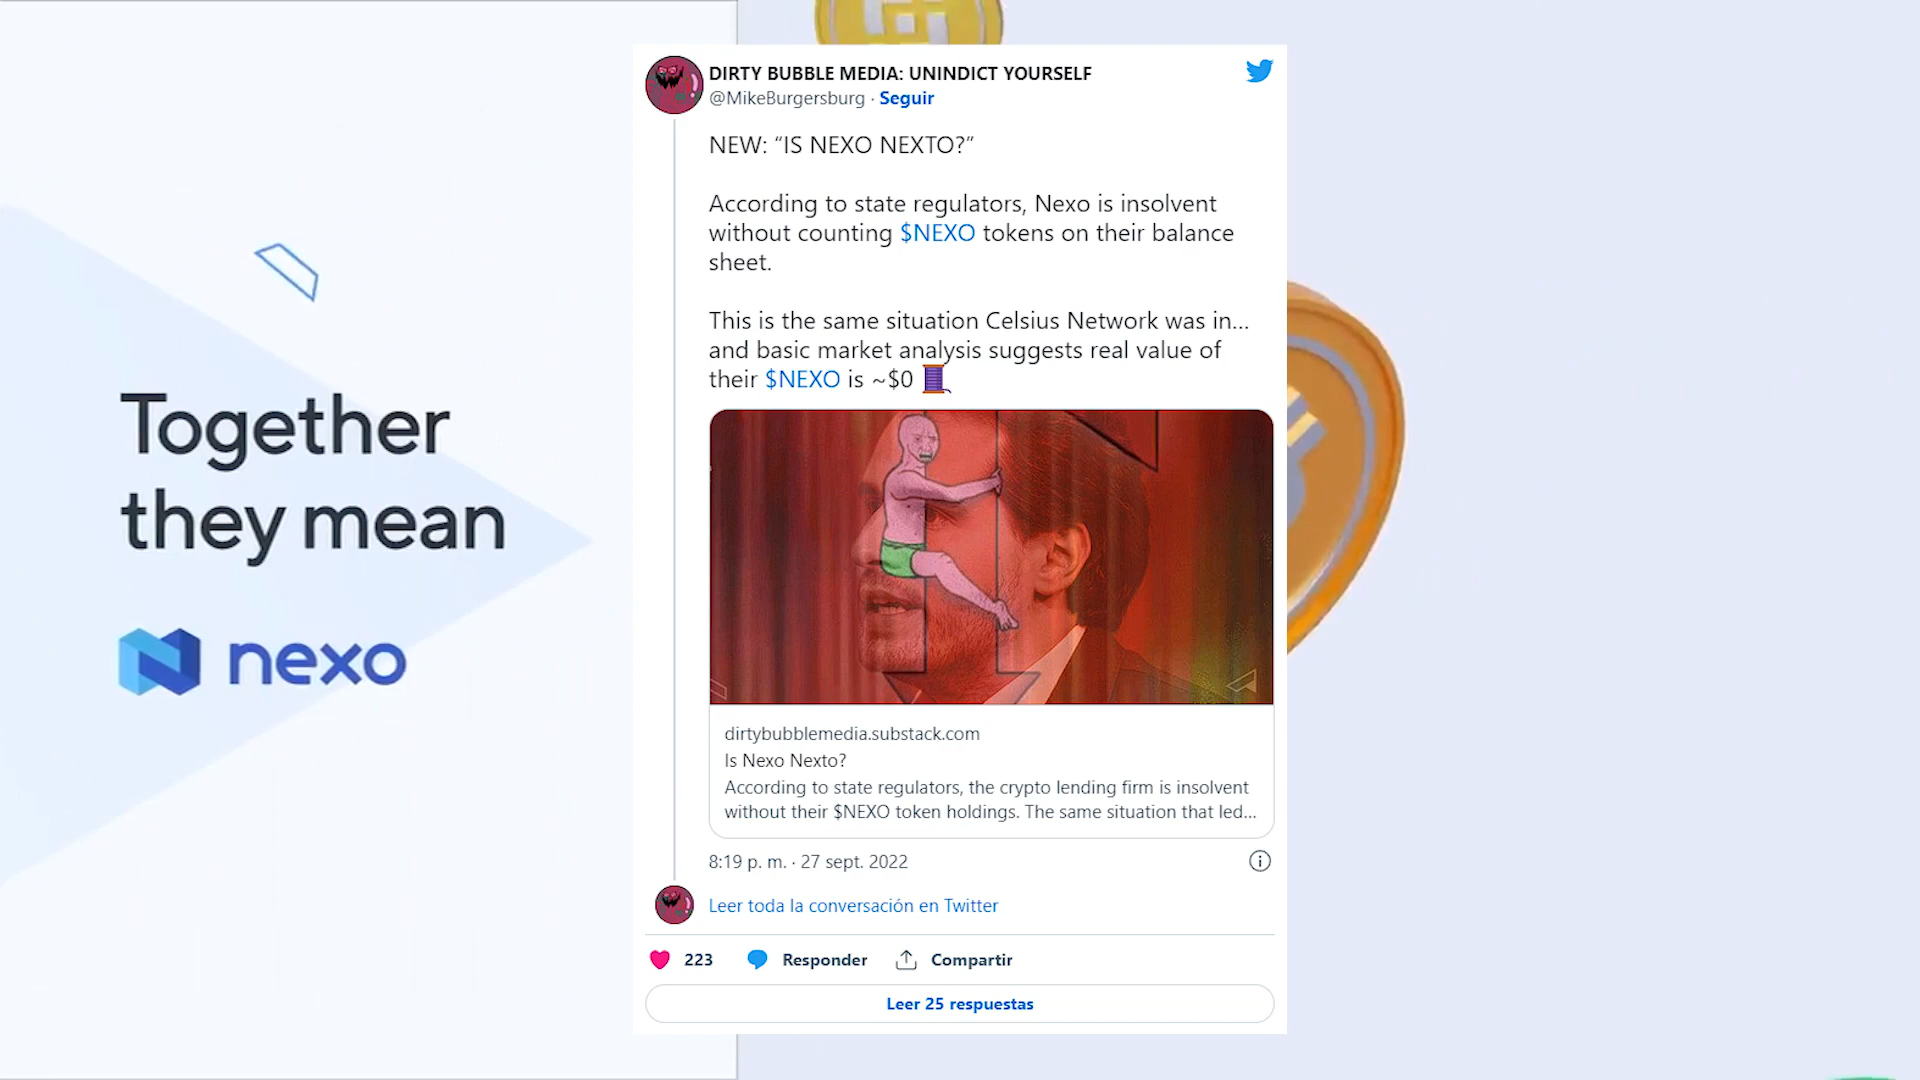 Together
they mean
nexo
DIRTY BUBBLE MEDIA: UNINDICT YOURSELF
@MikeBurgersburg · Seguir
NEW: “IS NEXO NEXTO?”
According to state regulators, Nexo is insolvent
without counting $NEXO tokens on their balance
sheet.
This is the same situation Celsius Network was in...
and basic market analysis suggests real value of
their $NEXO is ~$0
dirtybubblemedia.substack.com
Is Nexo Nexto?
According to state regulators, the crypto lending firm is insolvent
without their $NEXO token holdings. The same situation that led...
8:19 p. m. · 27 sept. 2022
Leer toda la conversación en Twitter
223 Responder Compartir
Leer 25 respuestas